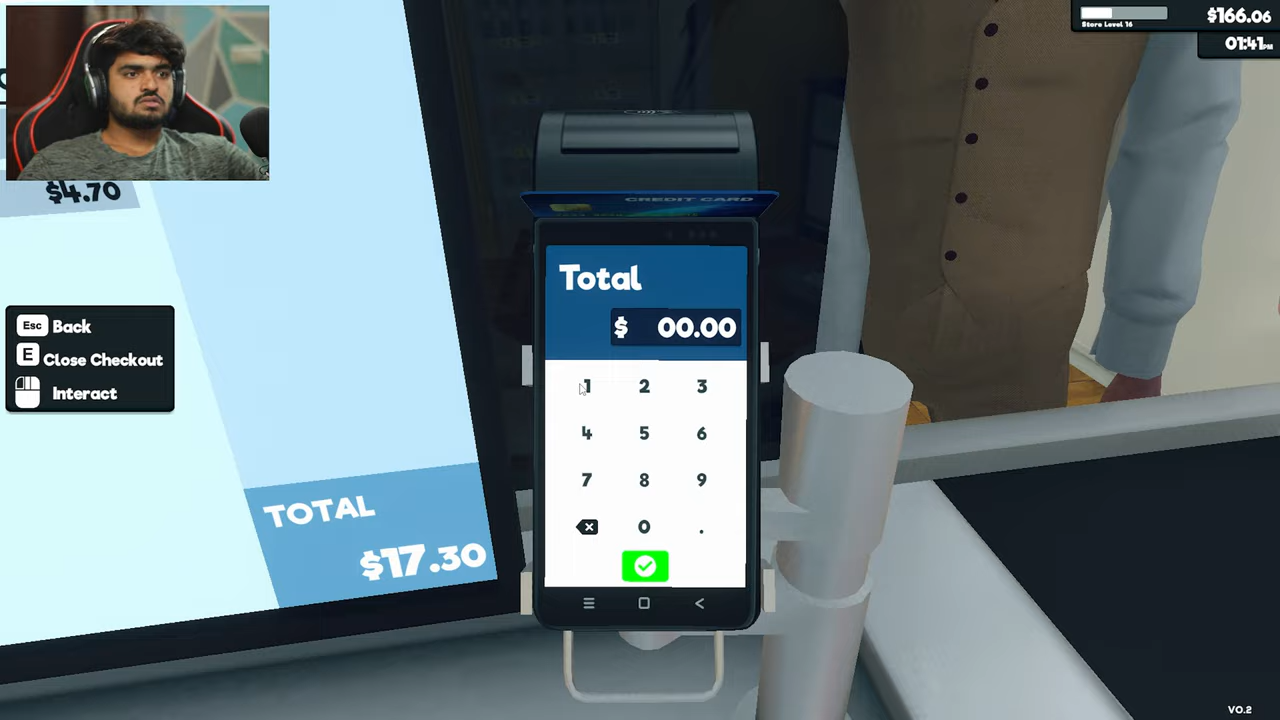 $166.06
Store Level 16
01:41PM
$4.70
CREDIT CARD
Total
$ 00.00
Esc Back
E Close Checkout
Interact
1 2 3
4 5 6
7 8 9
0 .
TOTAL
$17.30
V0.2